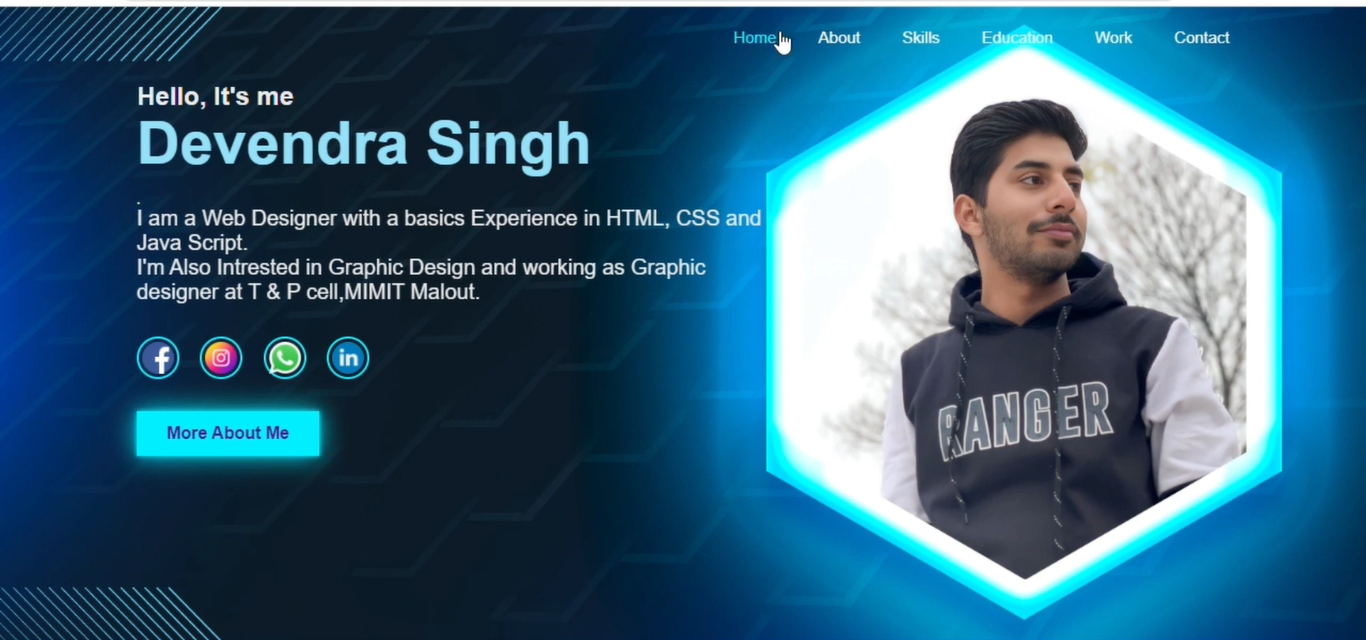 Home About Skills Education Work Contact
Hello, It's me
Devendra Singh
.
I am a Web Designer with a basics Experience in HTML, CSS and
Java Script.
I'm Also Intrested in Graphic Design and working as Graphic
designer at T & P cell,MIMIT Malout.
in
More About Me
RANGER